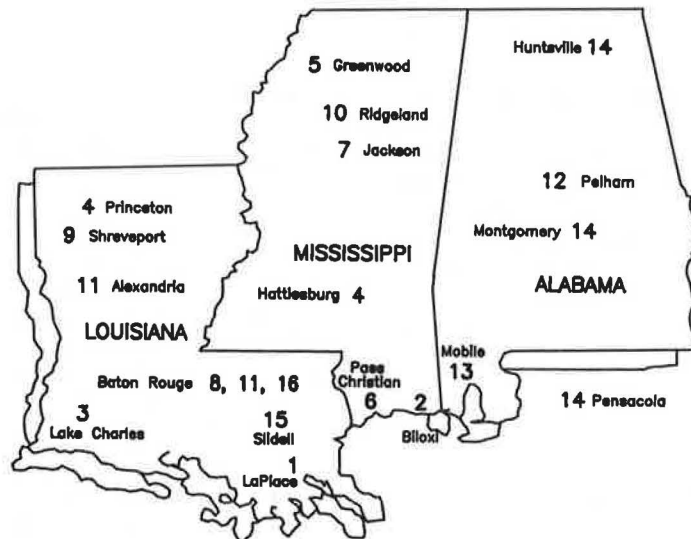 Huntsville 14
5 Greenwood
10 Ridgeland
7 Jackson
12 Pelham
4 Princeton
9 Shreveport
Montgomery 14
MISSISSIPPI
11 Alexandria
ALABAMA
Hattiesburg 4
LOUISIANA
Mobile
13
Pass
Christian
6
Baton Rouge 8, 11, 16
2
Biloxi
14 Pensacola
3
Lake Charles
15
Slidell
1
LaPlace